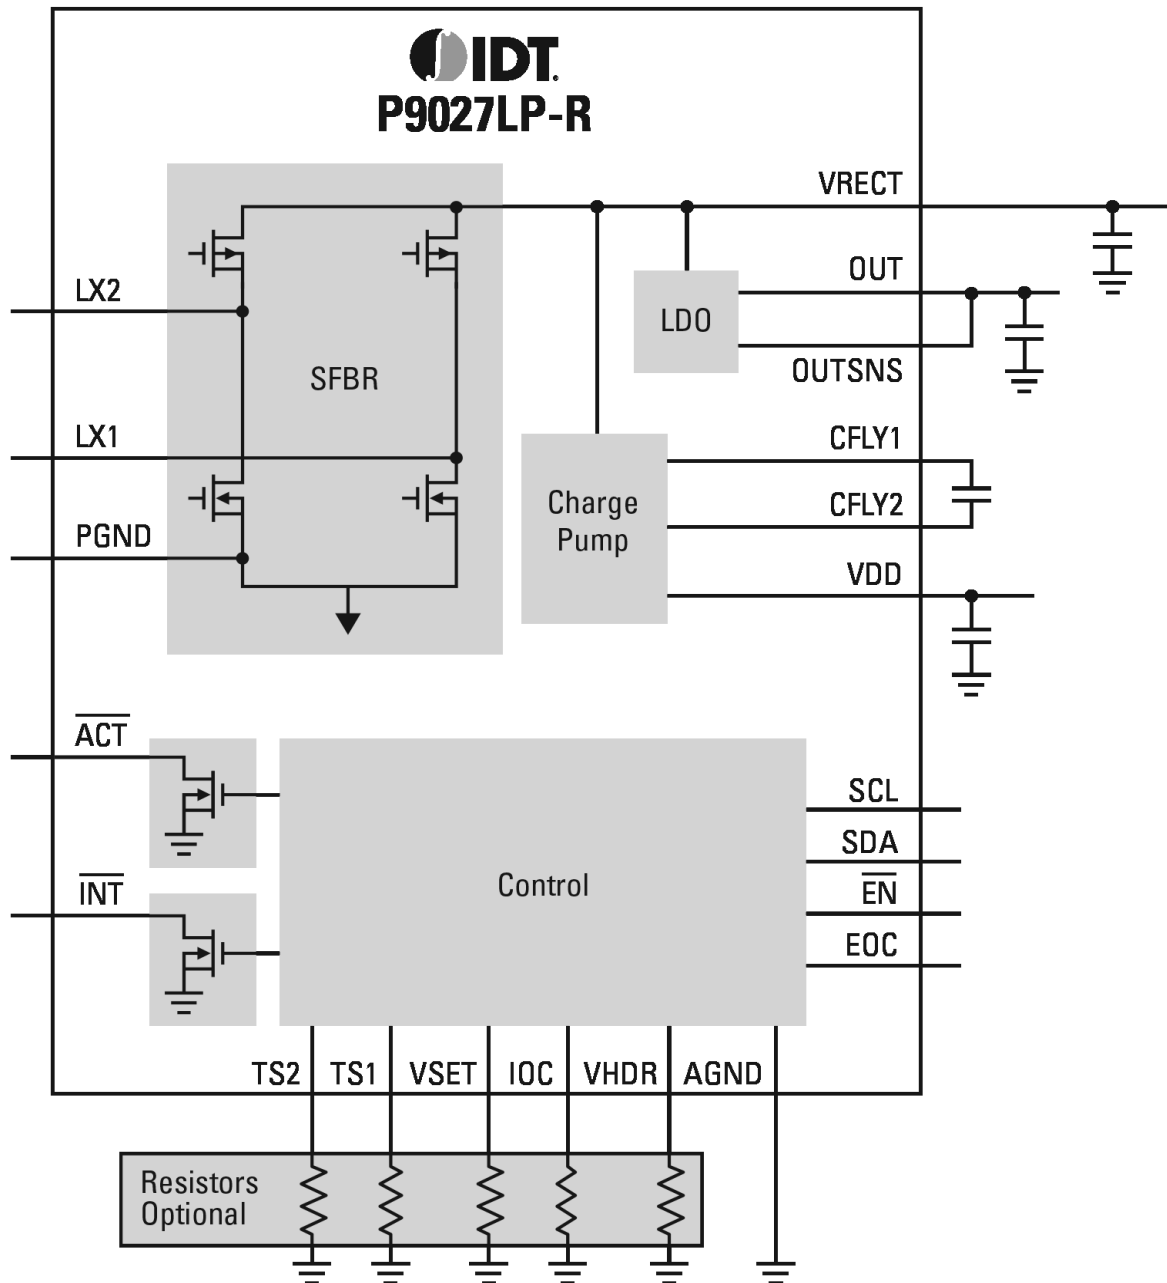 IDT.
P9027LP-R
VRECT
LX2
OUT
LDO
OUTSNS
SFBR
LX1
CFLY1
Charge
Pump
CFLY2
PGND
VDD
ACT
SCL
SDA
Control
INT
EN
EOC
TS2 TS1 VSET IOC VHDR AGND
Resistors
Optional